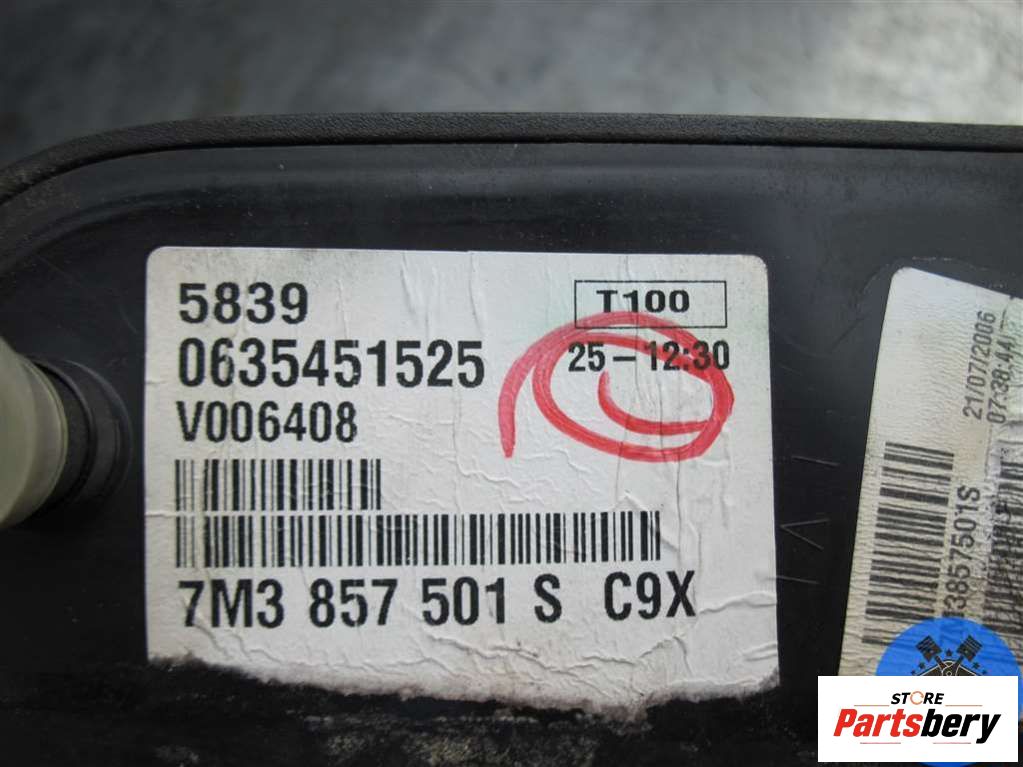 5839
T100
0635451525
25-12:30
V006408
7M3 857 501 S C9X
21/07/2006
07:38:44
3857501S
STORE
Partsbery